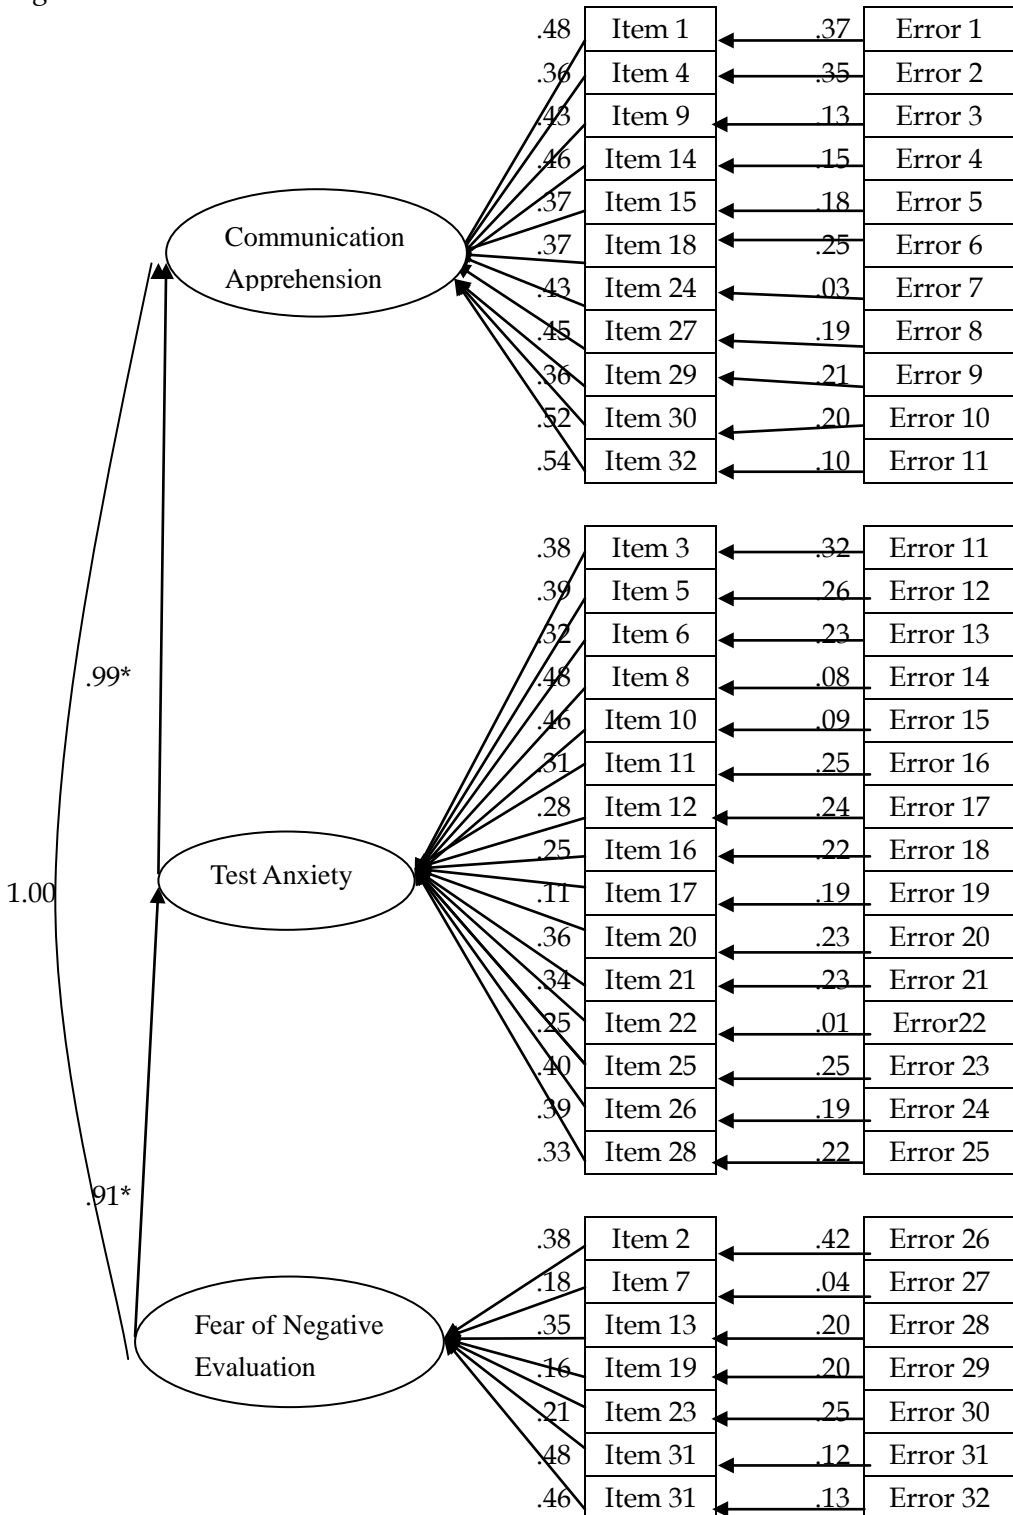 .48 Item 1 .37 Error 1
.36 Item 4 .35 Error 2
.43 Item 9 .13 Error 3
.46 Item 14 .15 Error 4
.37 Item 15 .18 Error 5
Communication
Apprehension
.37 Item 18 .25 Error 6
.43 Item 24 .03 Error 7
.45 Item 27 .19 Error 8
.36 Item 29 .21 Error 9
.52 Item 30 .20 Error 10
.54 Item 32 .10 Error 11
.38 Item 3 .32 Error 11
.39 Item 5 .26 Error 12
.32 Item 6 .23 Error 13
.99*
.48 Item 8 .08 Error 14
.46 Item 10 .09 Error 15
.31 Item 11 .25 Error 16
.28 Item 12 .24 Error 17
.25 Item 16 .22 Error 18
Test Anxiety
1.00
.11 Item 17 .19 Error 19
.36 Item 20 .23 Error 20
.34 Item 21 .23 Error 21
.25 Item 22 .01 Error22
.40 Item 25 .25 Error 23
.39 Item 26 .19 Error 24
.33 Item 28 .22 Error 25
.91*
.38 Item 2 .42 Error 26
.18 Item 7 .04 Error 27
.35 Item 13 .20 Error 28
Fear of Negative
Evaluation
.16 Item 19 .20 Error 29
.21 Item 23 .25 Error 30
.48 Item 31 .12 Error 31
.46 Item 31 .13 Error 32